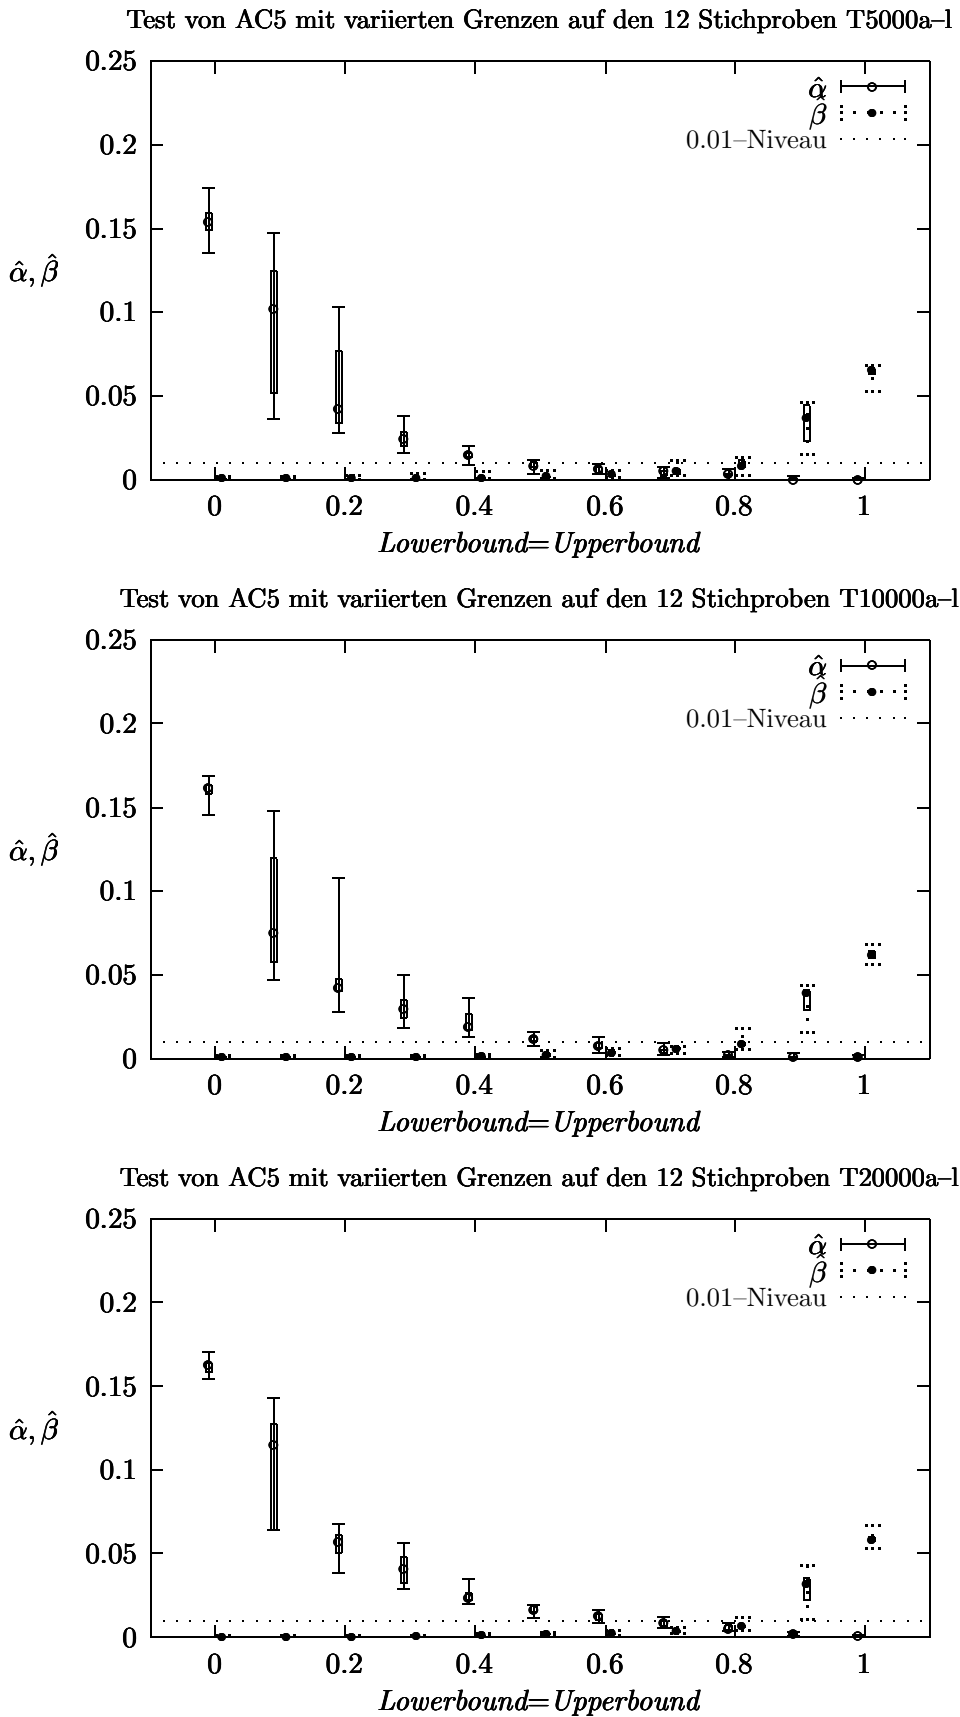 Test von AC5 mit variierten Grenzen auf den 12 Stichproben T5000a–l
0.25
0.2
0.15
0.1
0.05
0
α̂, β̂
α̂
β̂
0.01–Niveau
0 0.2 0.4 0.6 0.8 1
Lowerbound=Upperbound
Test von AC5 mit variierten Grenzen auf den 12 Stichproben T10000a–l
0.25
0.2
0.15
0.1
0.05
0
α̂, β̂
α̂
β̂
0.01–Niveau
0 0.2 0.4 0.6 0.8 1
Lowerbound=Upperbound
Test von AC5 mit variierten Grenzen auf den 12 Stichproben T20000a–l
0.25
0.2
0.15
0.1
0.05
0
α̂, β̂
α̂
β̂
0.01–Niveau
0 0.2 0.4 0.6 0.8 1
Lowerbound=Upperbound